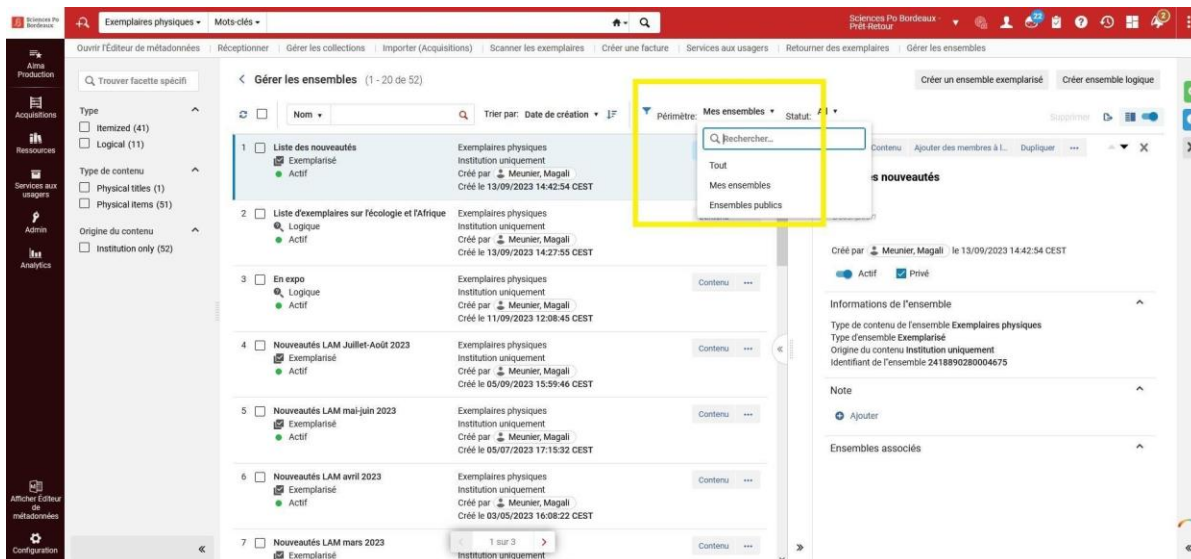 Sciences Po
Bordeaux
Exemplaires physiques
Mots-clés
Sciences Po Bordeaux -
Prêt-Retour
22
2
Ouvrir l'Éditeur de métadonnées
Réceptionner
Gérer les collections
Importer (Acquisitions)
Scanner les exemplaires
Créer une facture
Services aux usagers
Retourner des exemplaires
Gérer les ensembles
Alma
Production
Acquisitions
Ressources
Services aux
usagers
Admin
Analytics
Afficher Éditeur
de
métadonnées
Configuration
Trouver facette spécifi
Type
Itemized (41)
Logical (11)
Type de contenu
Physical titles (1)
Physical items (51)
Origine du contenu
Institution only (52)
Gérer les ensembles (1 - 20 de 52)
Créer un ensemble exemplarisé
Créer ensemble logique
Nom
Trier par: Date de création
Périmètre: Mes ensembles
Statut: All
Supprimer
Rechercher...
Tout
Mes ensembles
Ensembles publics
1 Liste des nouveautés
Exemplarisé
Actif
Exemplaires physiques
Institution uniquement
Créé par Meunier, Magali
Créé le 13/09/2023 14:42:54 CEST
2 Liste d'exemplaires sur l'écologie et l'Afrique
Logique
Actif
Exemplaires physiques
Institution uniquement
Créé par Meunier, Magali
Créé le 13/09/2023 14:27:55 CEST
3 En expo
Logique
Actif
Exemplaires physiques
Institution uniquement
Créé par Meunier, Magali
Créé le 11/09/2023 12:08:45 CEST
Contenu
4 Nouveautés LAM Juillet-Août 2023
Exemplarisé
Actif
Exemplaires physiques
Institution uniquement
Créé par Meunier, Magali
Créé le 05/09/2023 15:59:46 CEST
Contenu
5 Nouveautés LAM mai-juin 2023
Exemplarisé
Actif
Exemplaires physiques
Institution uniquement
Créé par Meunier, Magali
Créé le 05/07/2023 17:15:32 CEST
Contenu
6 Nouveautés LAM avril 2023
Exemplarisé
Actif
Exemplaires physiques
Institution uniquement
Créé par Meunier, Magali
Créé le 03/05/2023 16:08:22 CEST
Contenu
7 Nouveautés LAM mars 2023
Exemplarisé
Exemplaires physiques
Institution uniquement
Contenu
1 sur 3
Contenu
Ajouter des membres à l...
Dupliquer
s nouveautés
Créé par Meunier, Magali le 13/09/2023 14:42:54 CEST
Actif
Privé
Informations de l'ensemble
Type de contenu de l'ensemble Exemplaires physiques
Type d'ensemble Exemplarisé
Origine du contenu Institution uniquement
Identifiant de l'ensemble 2418890280004675
Note
Ajouter
Ensembles associés